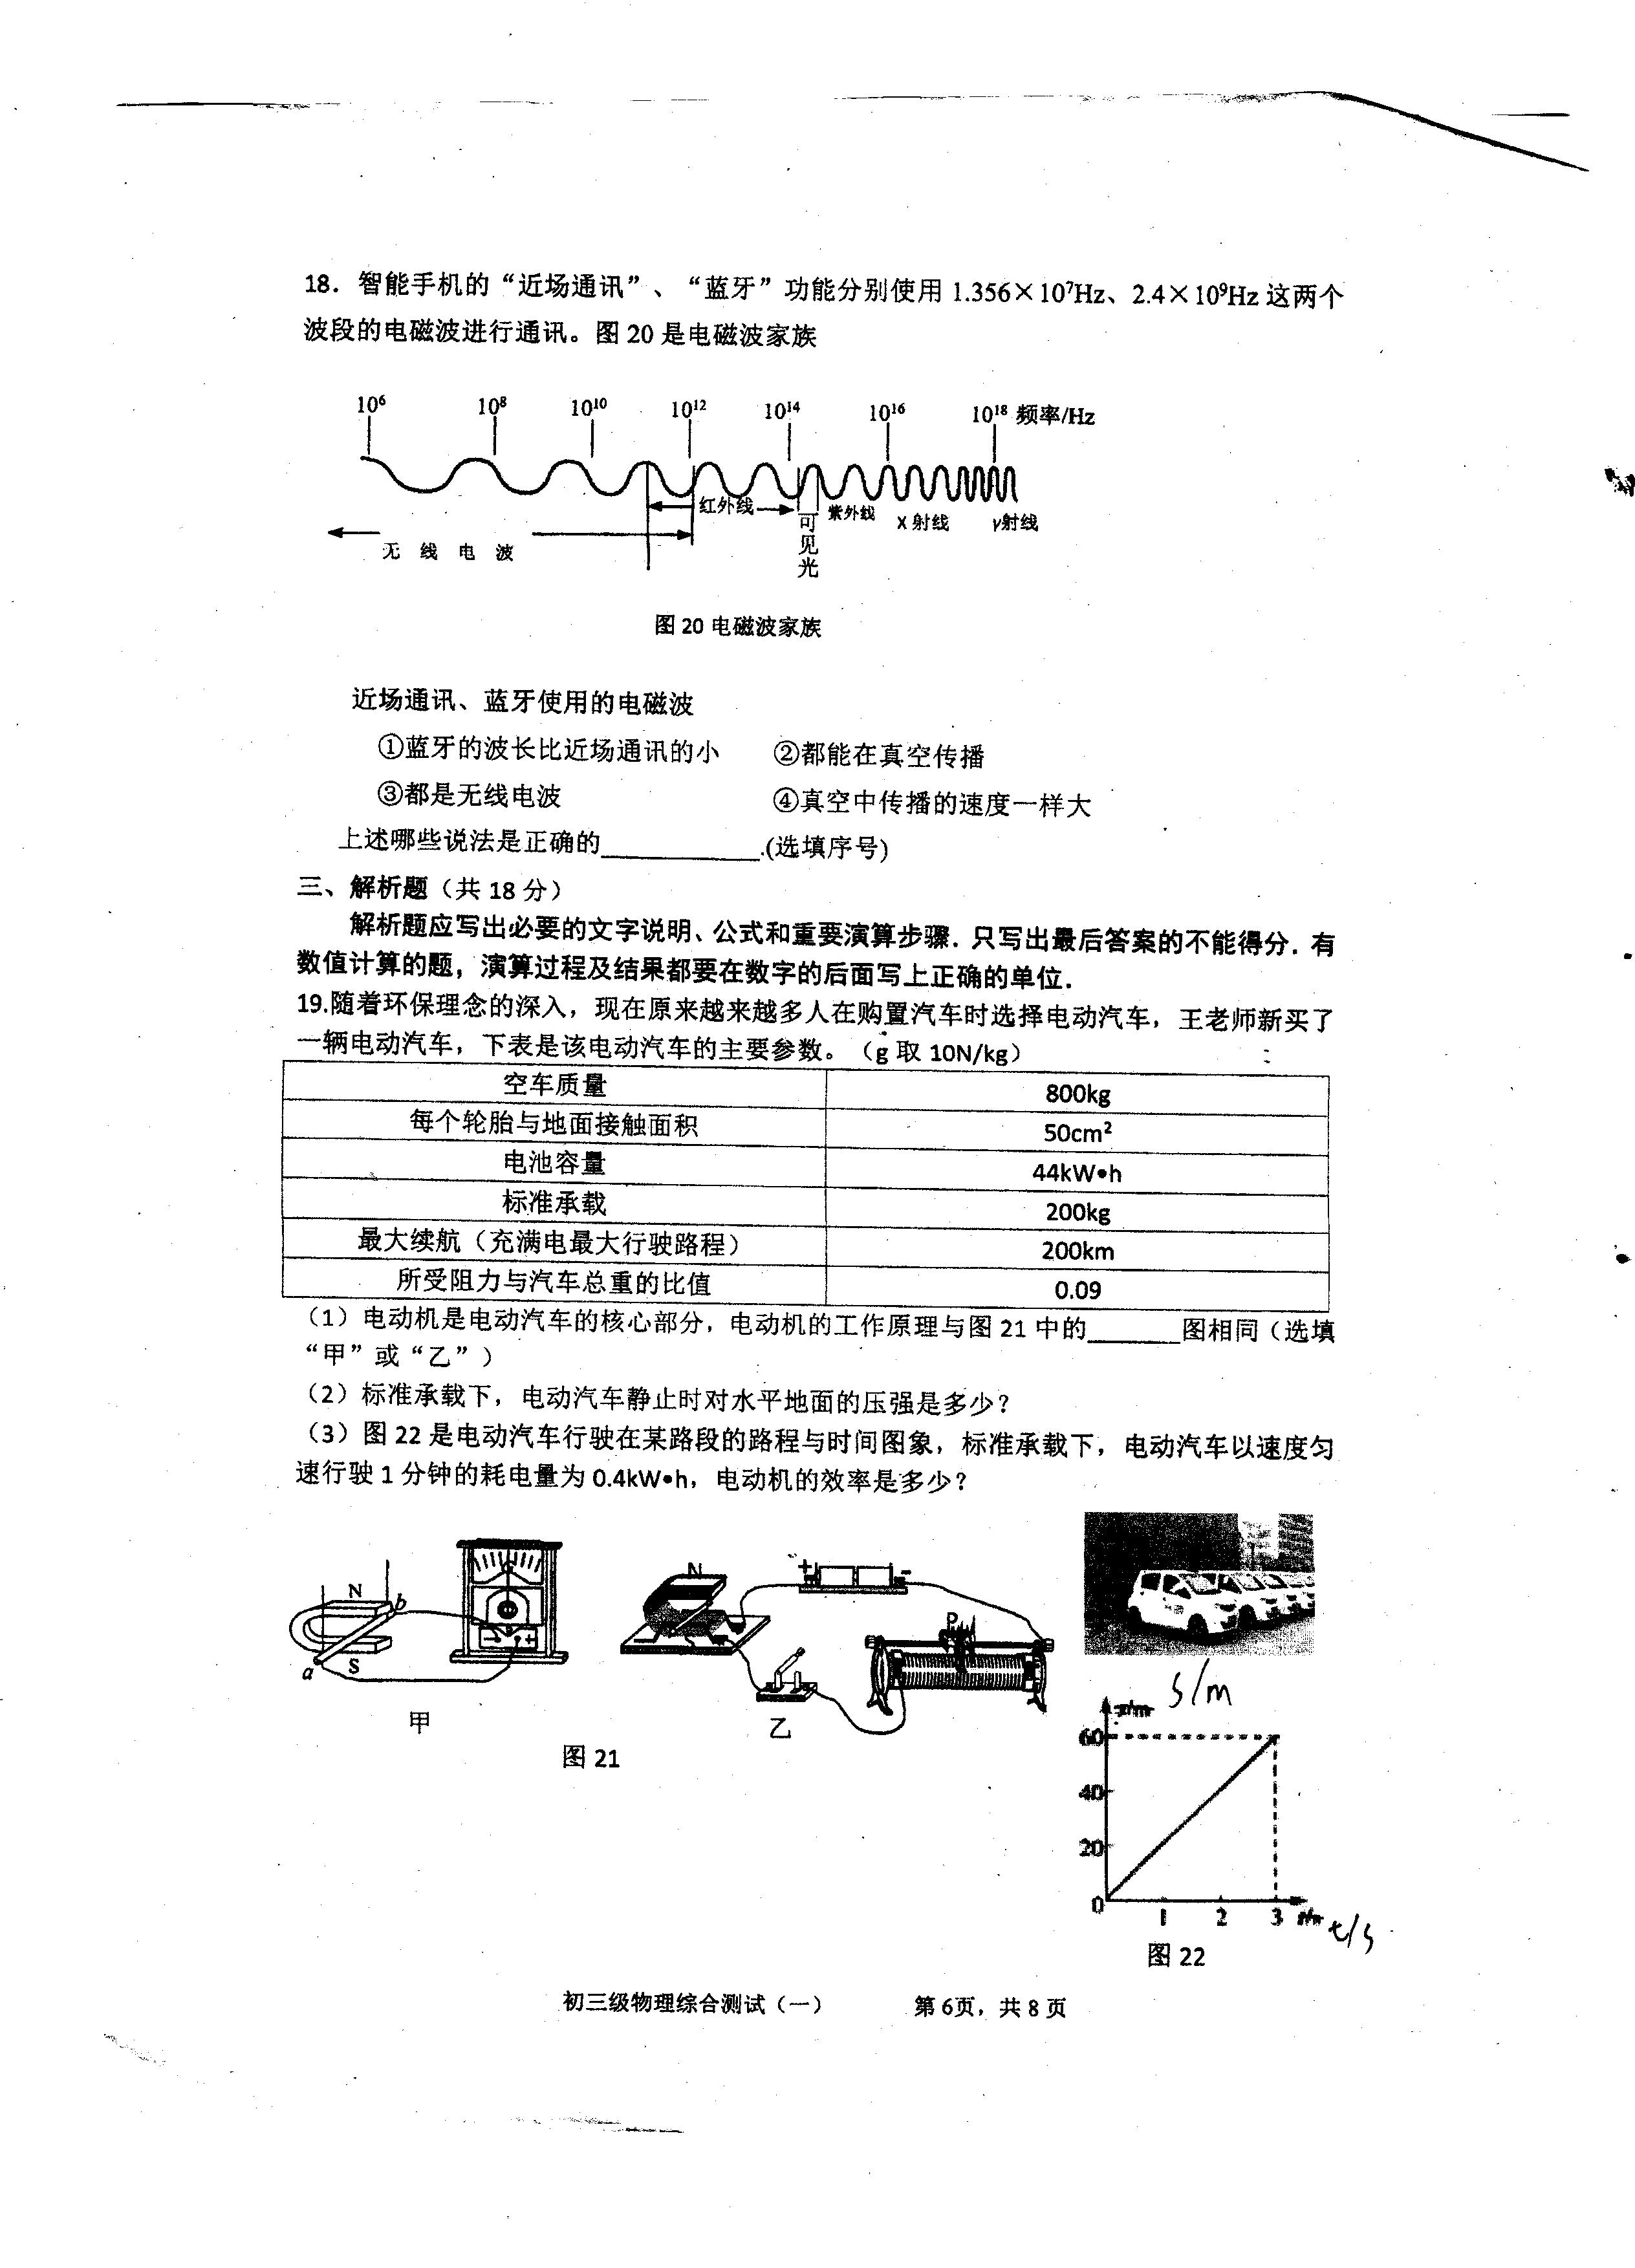 18．智能手机的“近场通讯”、“蓝牙”功能分别使用 1.356×10⁷Hz、2.4×10⁹Hz 这两个
波段的电磁波进行通讯。图 20 是电磁波家族
10⁶ 10⁸ 10¹⁰ 10¹² 10¹⁴ 10¹⁶ 10¹⁸ 频率/Hz
红外线
可见光
紫外线
X 射线
γ射线
无 线 电 波
图 20 电磁波家族
近场通讯、蓝牙使用的电磁波
①蓝牙的波长比近场通讯的小 ②都能在真空传播
③都是无线电波 ④真空中传播的速度一样大
上述哪些说法是正确的____________.(选填序号)
三、解析题（共 18 分）
解析题应写出必要的文字说明、公式和重要演算步骤．只写出最后答案的不能得分．有
数值计算的题，演算过程及结果都要在数字的后面写上正确的单位．
19.随着环保理念的深入，现在原来越来越多人在购置汽车时选择电动汽车，王老师新买了
一辆电动汽车，下表是该电动汽车的主要参数。（g 取 10N/kg）
空车质量 800kg
每个轮胎与地面接触面积 50cm²
电池容量 44kW•h
标准承载 200kg
最大续航（充满电最大行驶路程） 200km
所受阻力与汽车总重的比值 0.09
（1）电动机是电动汽车的核心部分，电动机的工作原理与图 21 中的_______图相同（选填
“甲”或“乙”）
（2）标准承载下，电动汽车静止时对水平地面的压强是多少？
（3）图 22 是电动汽车行驶在某路段的路程与时间图象，标准承载下，电动汽车以速度匀
速行驶 1 分钟的耗电量为 0.4kW•h，电动机的效率是多少？
N
b
a
S
G
甲
N
+ -
P
乙
图 21
s/m
60
40
20
0
1 2 3
t/s
图 22
初三级物理综合测试（一） 第 6页，共 8 页